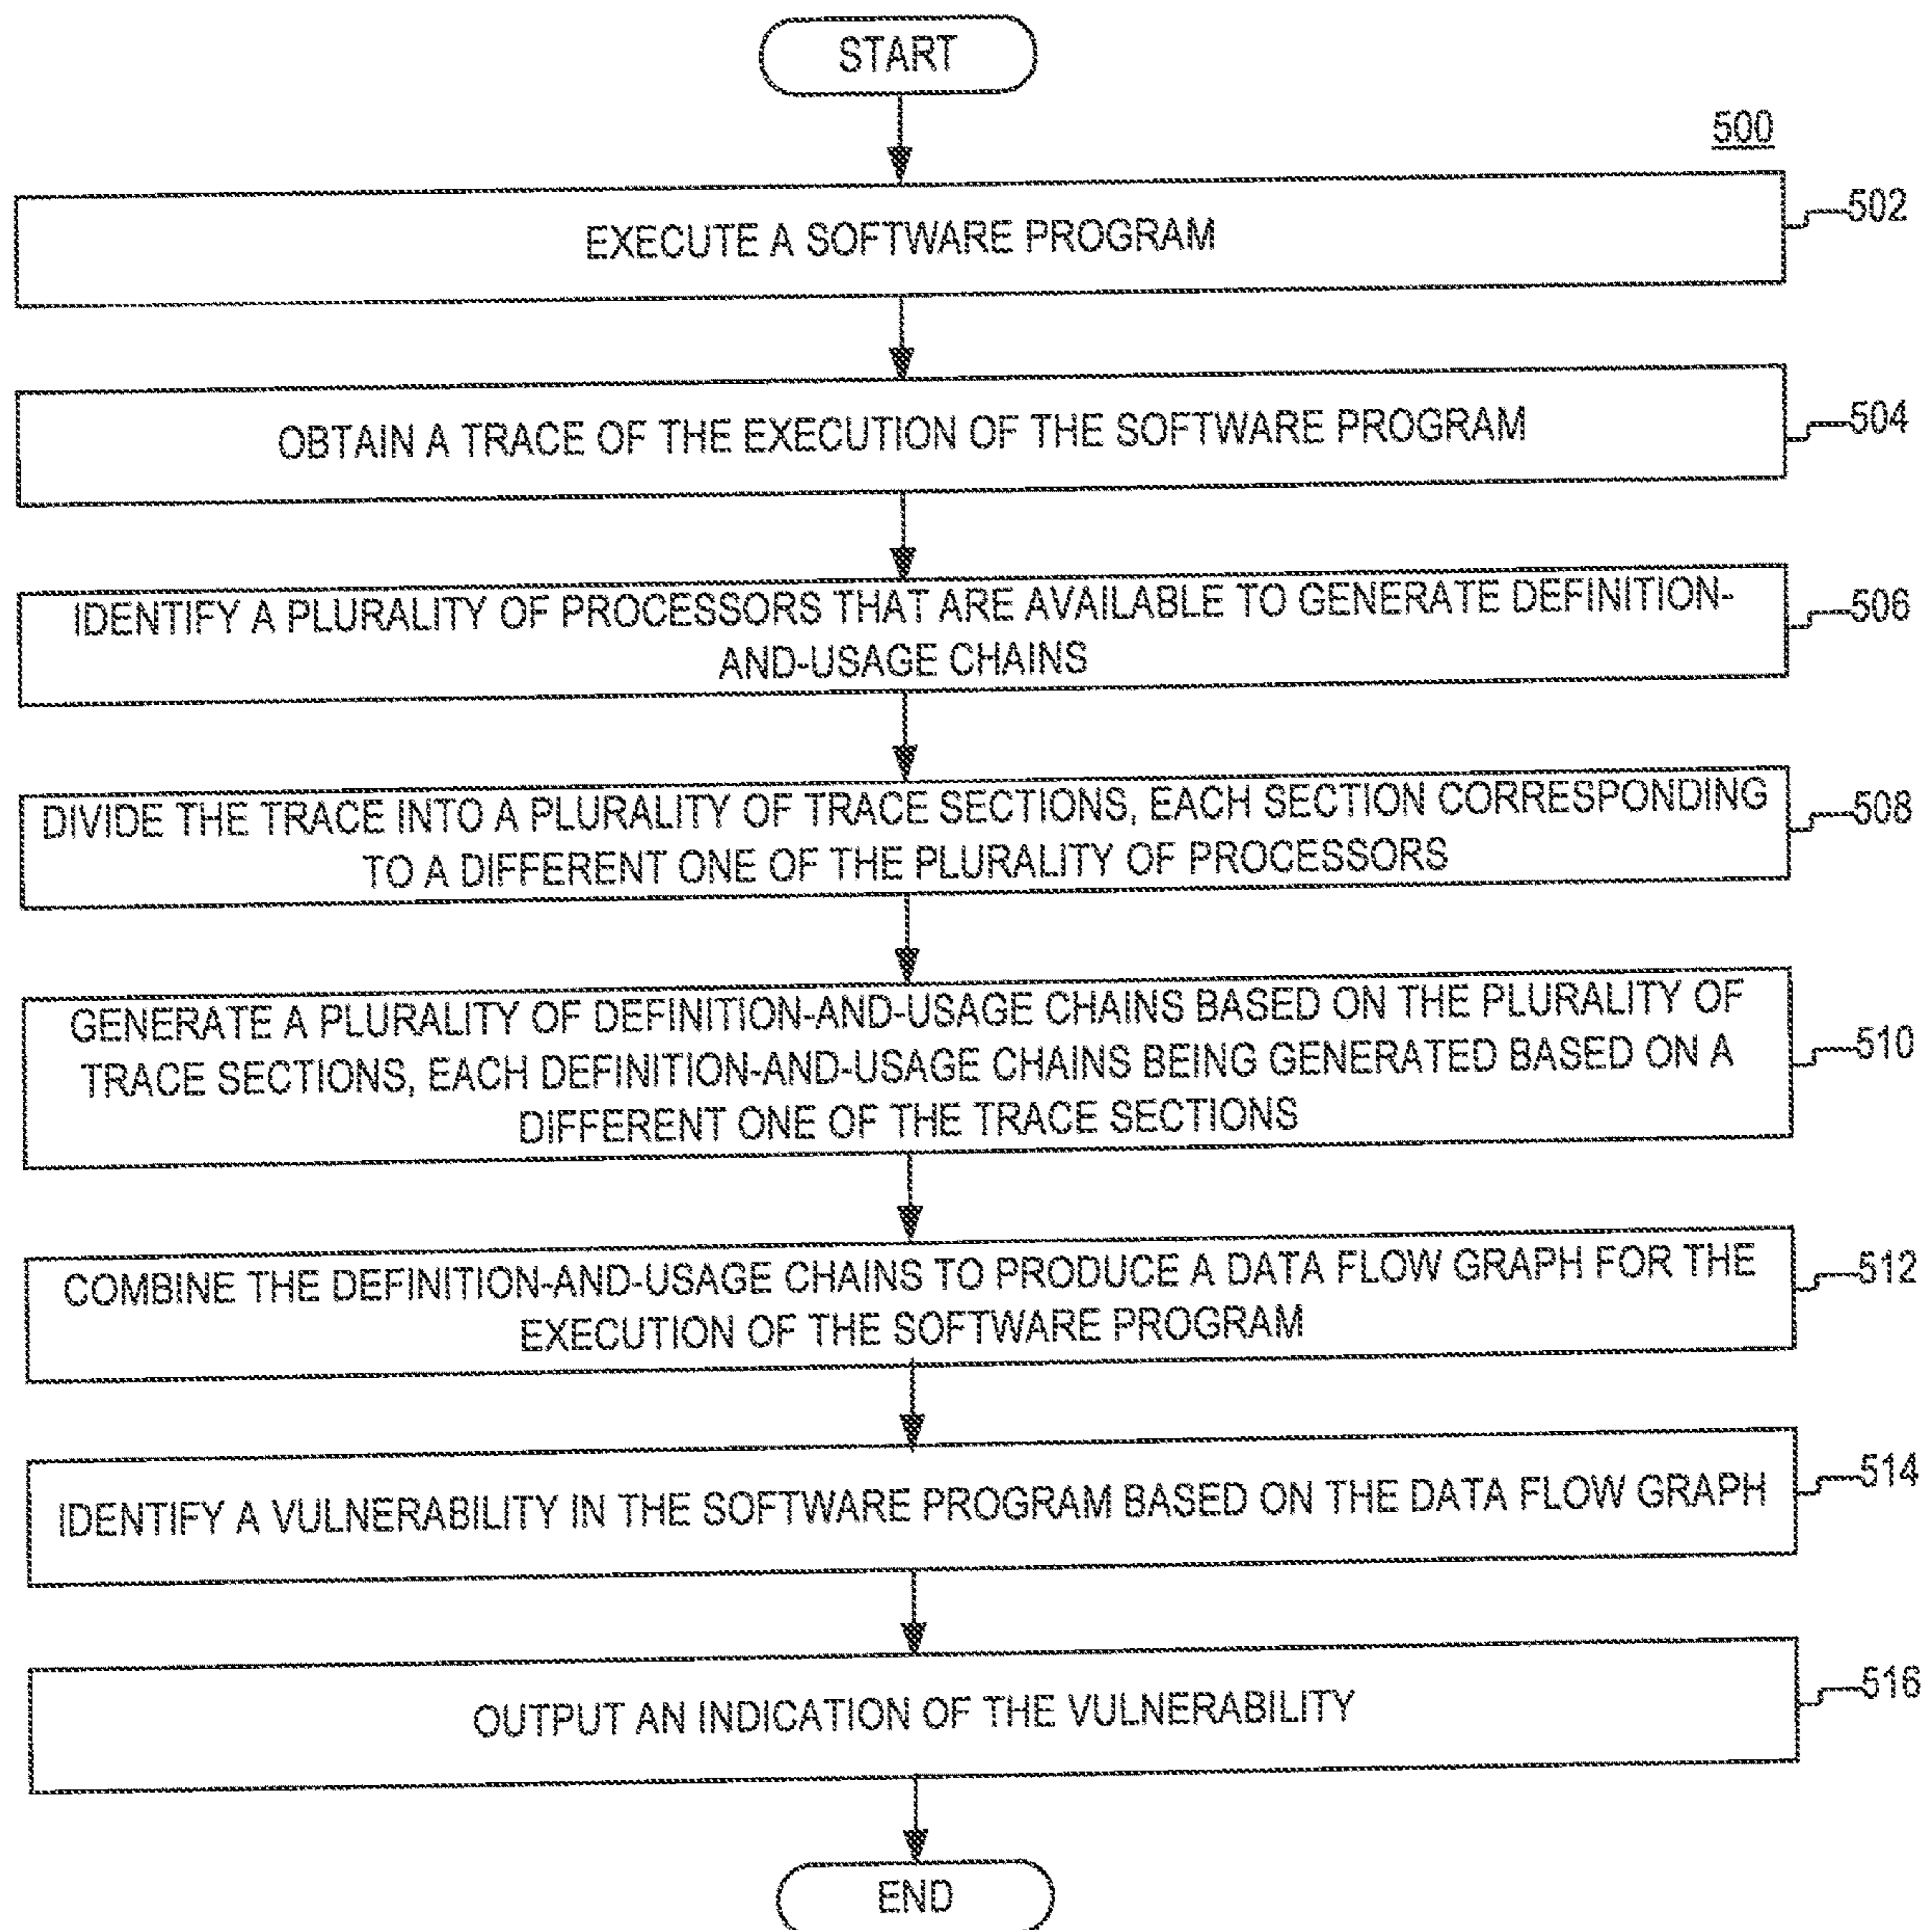 START
500
EXECUTE A SOFTWARE PROGRAM
502
OBTAIN A TRACE OF THE EXECUTION OF THE SOFTWARE PROGRAM
504
IDENTIFY A PLURALITY OF PROCESSORS THAT ARE AVAILABLE TO GENERATE DEFINITION-
AND-USAGE CHAINS
506
DIVIDE THE TRACE INTO A PLURALITY OF TRACE SECTIONS, EACH SECTION CORRESPONDING
TO A DIFFERENT ONE OF THE PLURALITY OF PROCESSORS
508
GENERATE A PLURALITY OF DEFINITION-AND-USAGE CHAINS BASED ON THE PLURALITY OF
TRACE SECTIONS, EACH DEFINITION-AND-USAGE CHAINS BEING GENERATED BASED ON A
DIFFERENT ONE OF THE TRACE SECTIONS
510
COMBINE THE DEFINITION-AND-USAGE CHAINS TO PRODUCE A DATA FLOW GRAPH FOR THE
EXECUTION OF THE SOFTWARE PROGRAM
512
IDENTIFY A VULNERABILITY IN THE SOFTWARE PROGRAM BASED ON THE DATA FLOW GRAPH
514
OUTPUT AN INDICATION OF THE VULNERABILITY
516
END